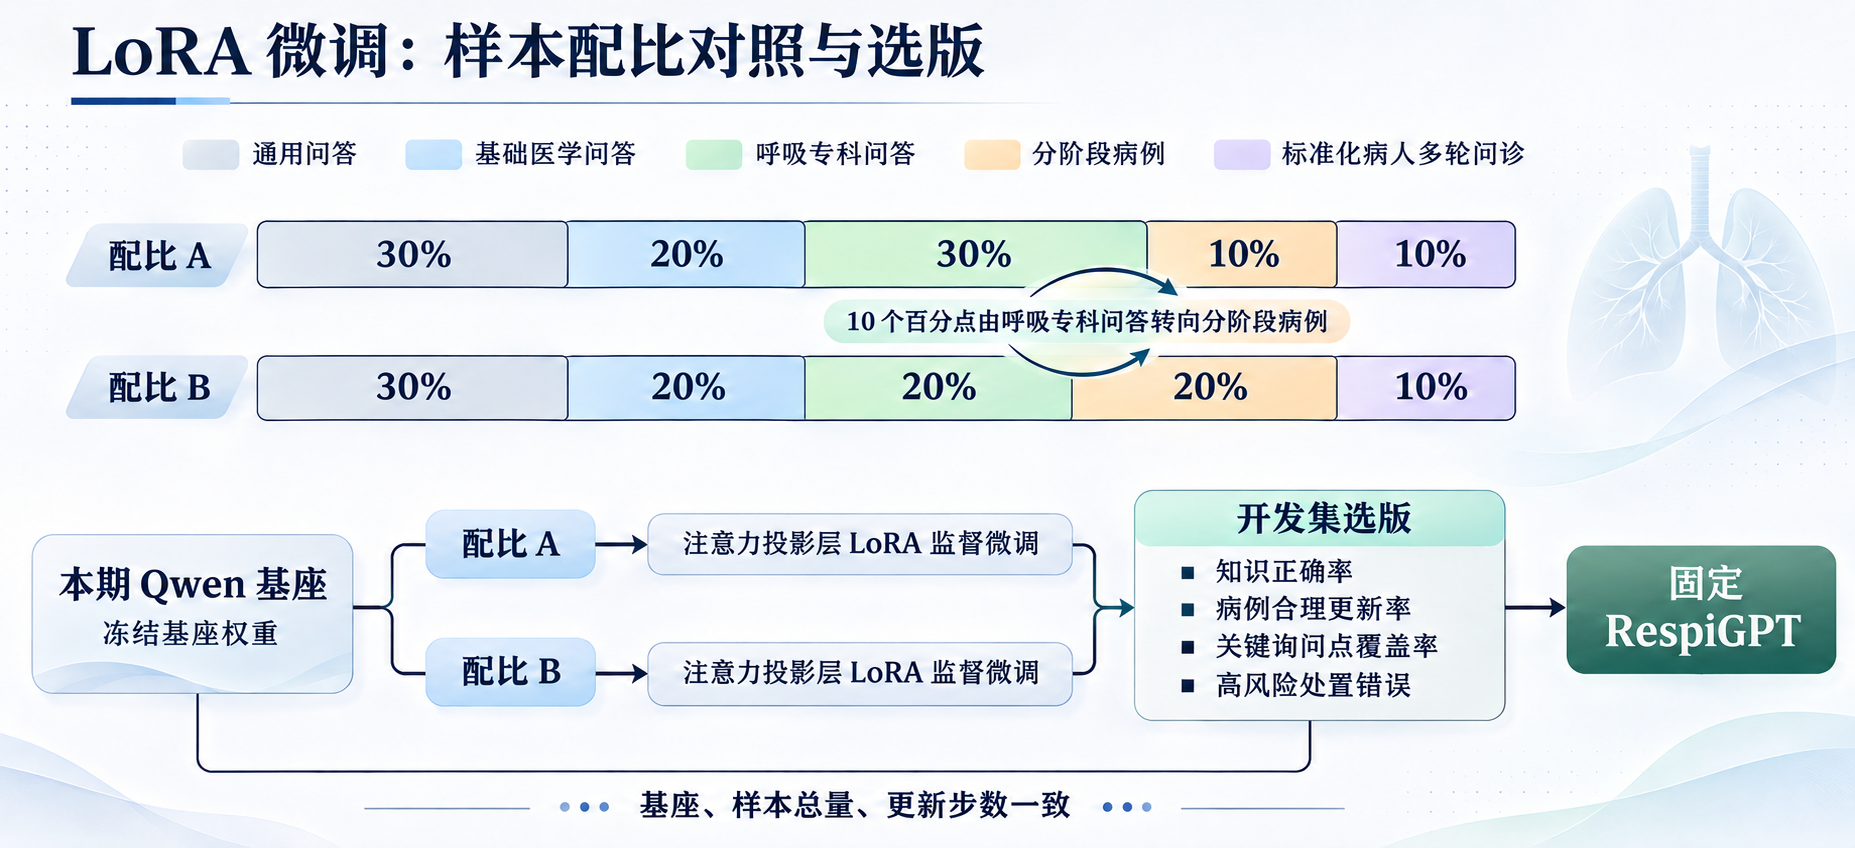 LoRA 微调：样本配比对照与选版
通用问答
基础医学问答
呼吸专科问答
分阶段病例
标准化病人多轮问诊
配比 A
30%
20%
30%
10%
10%
10 个百分点由呼吸专科问答转向分阶段病例
配比 B
30%
20%
20%
20%
10%
本期 Qwen 基座
冻结基座权重
配比 A
注意力投影层 LoRA 监督微调
配比 B
注意力投影层 LoRA 监督微调
开发集选版
■ 知识正确率
■ 病例合理更新率
■ 关键询问点覆盖率
■ 高风险处置错误
固定
RespiGPT
基座、样本总量、更新步数一致